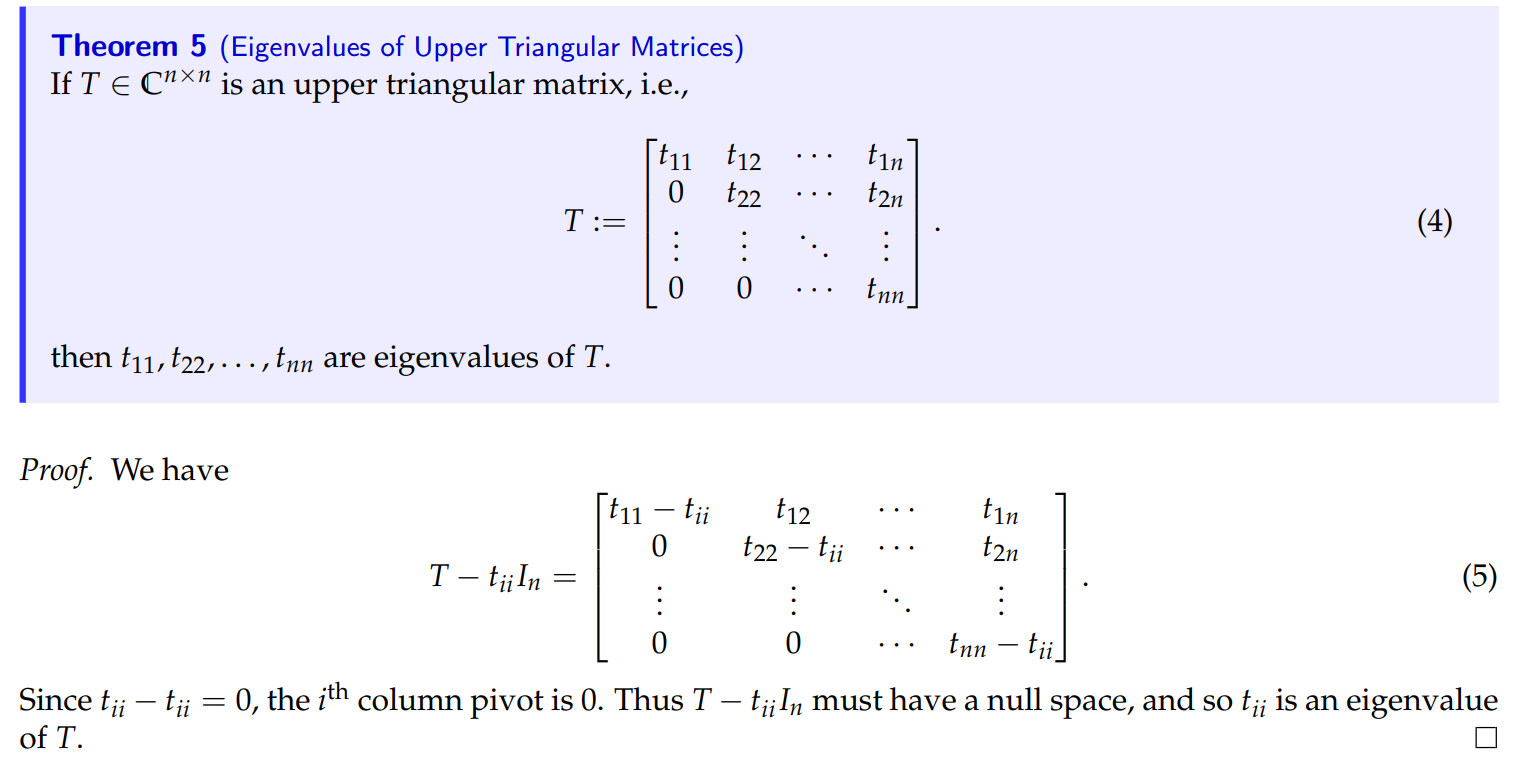 Theorem 5 (Eigenvalues of Upper Triangular Matrices)
If $T \in \mathbb{C}^{n \times n}$ is an upper triangular matrix, i.e.,
$$T := \begin{bmatrix} t_{11} & t_{12} & \cdots & t_{1n} \\ 0 & t_{22} & \cdots & t_{2n} \\ \vdots & \vdots & \ddots & \vdots \\ 0 & 0 & \cdots & t_{nn} \end{bmatrix}. \quad (4)$$
then $t_{11}, t_{22}, \ldots, t_{nn}$ are eigenvalues of $T$.
Proof. We have
$$T - t_{ii} I_n = \begin{bmatrix} t_{11} - t_{ii} & t_{12} & \cdots & t_{1n} \\ 0 & t_{22} - t_{ii} & \cdots & t_{2n} \\ \vdots & \vdots & \ddots & \vdots \\ 0 & 0 & \cdots & t_{nn} - t_{ii} \end{bmatrix}. \quad (5)$$
Since $t_{ii} - t_{ii} = 0$, the $i^{\text{th}}$ column pivot is 0. Thus $T - t_{ii} I_n$ must have a null space, and so $t_{ii}$ is an eigenvalue
of $T$. □